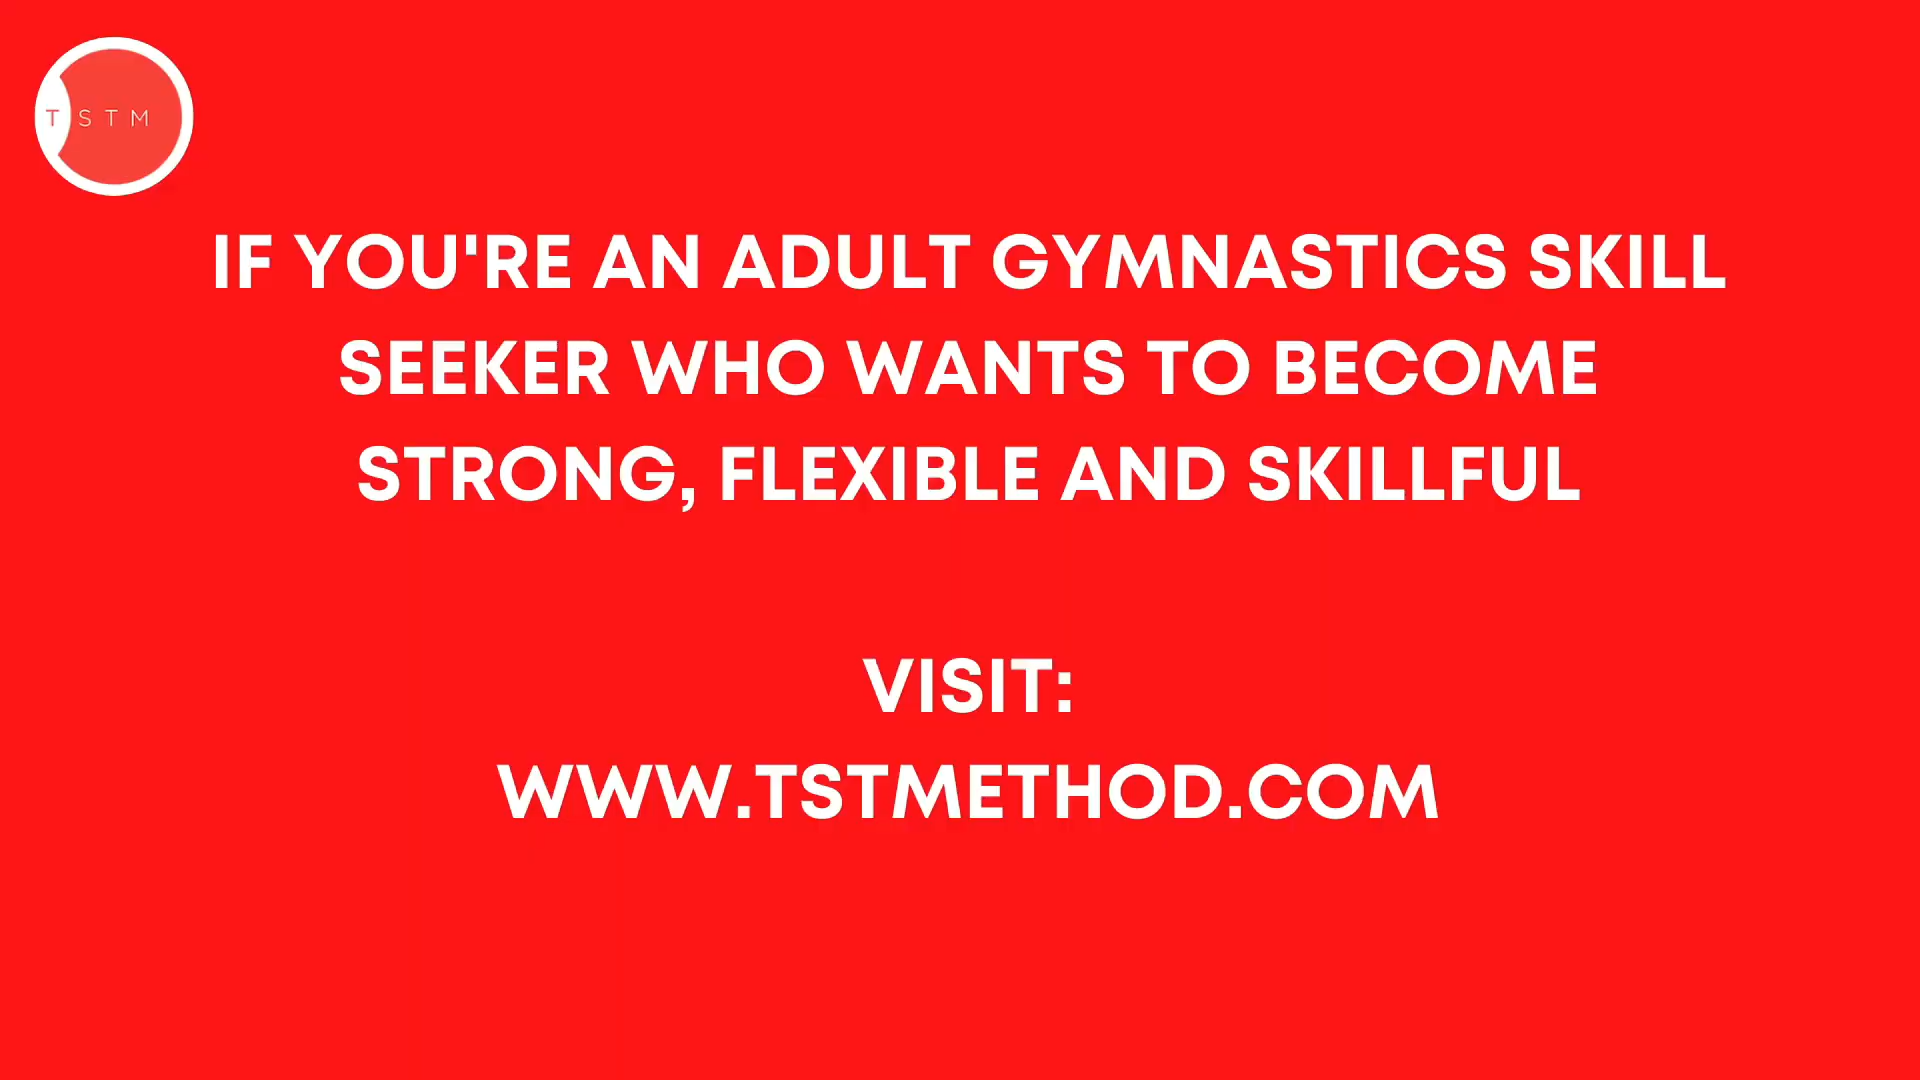 TSTM
IF YOU'RE AN ADULT GYMNASTICS SKILL
SEEKER WHO WANTS TO BECOME
STRONG, FLEXIBLE AND SKILLFUL
VISIT:
WWW.TSTMETHOD.COM